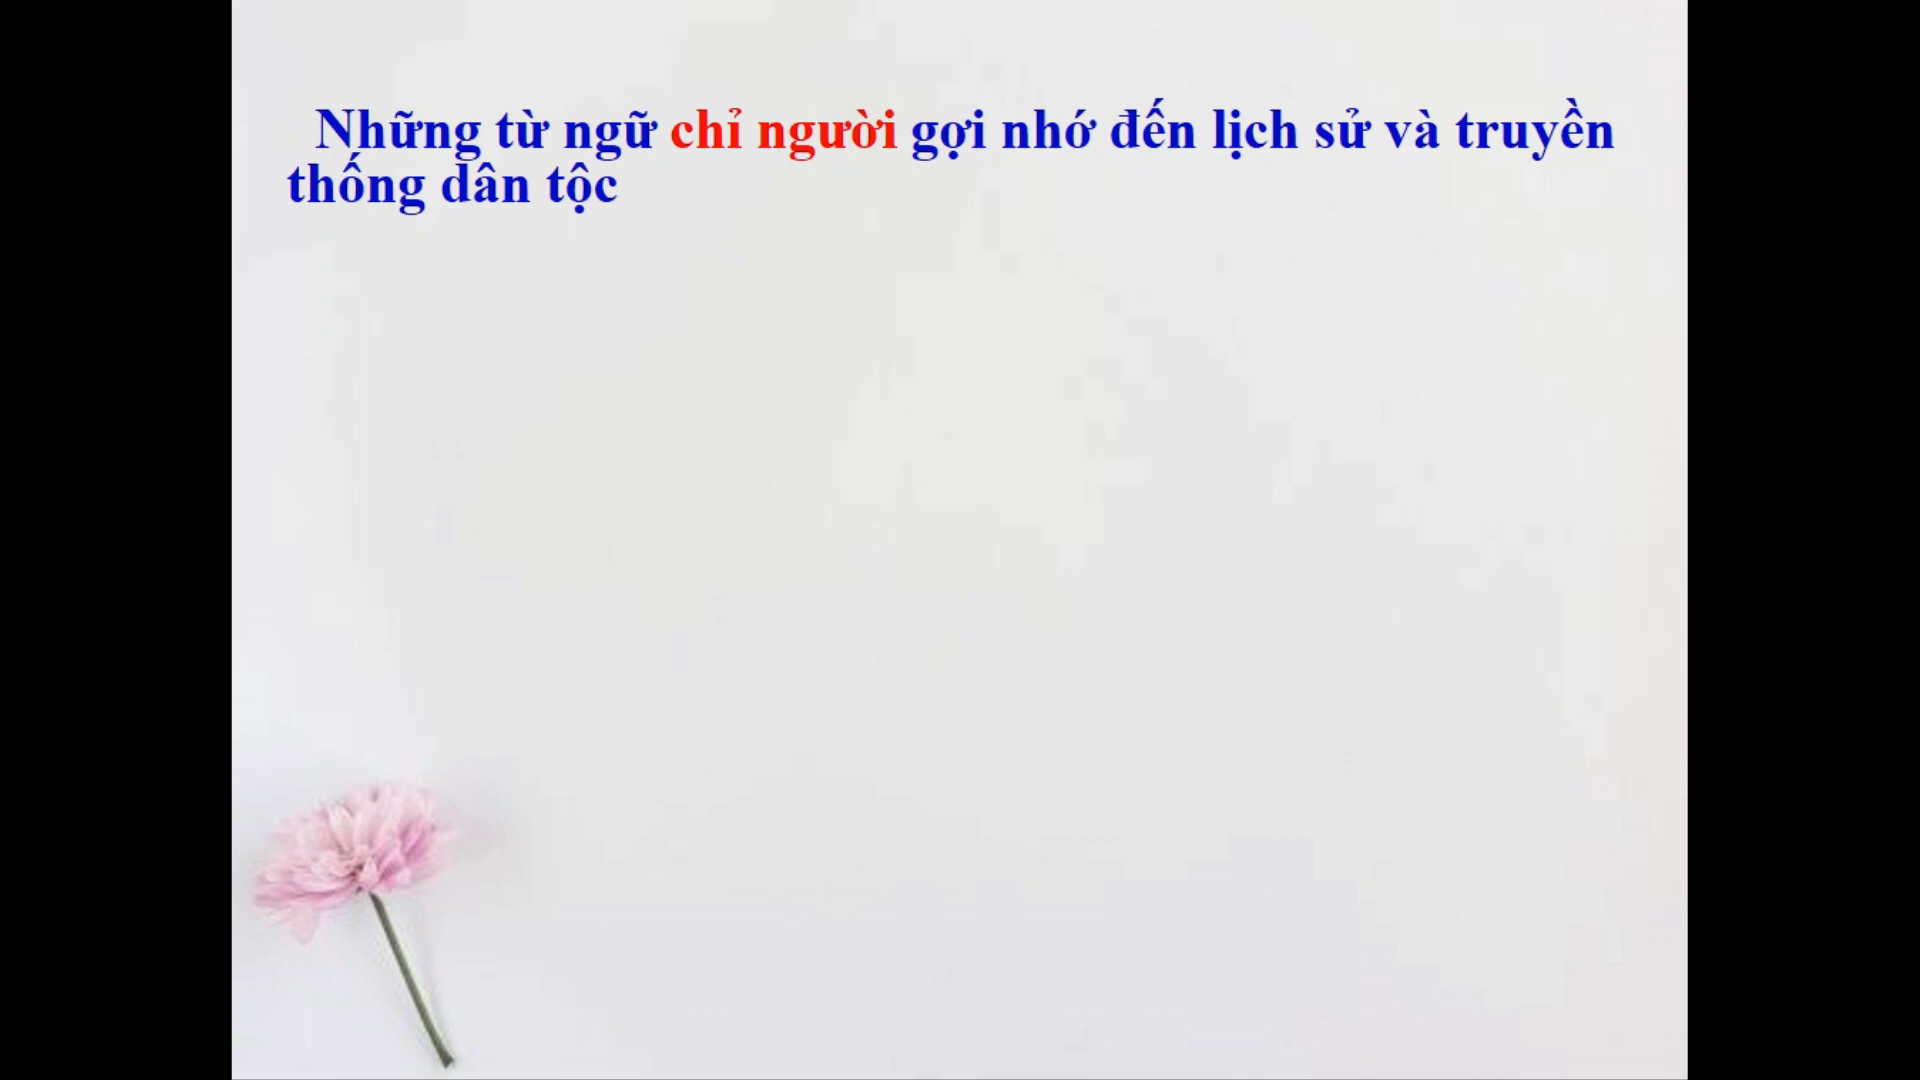 Những từ ngữ chỉ người gợi nhớ đến lịch sử và truyền
thống dân tộc